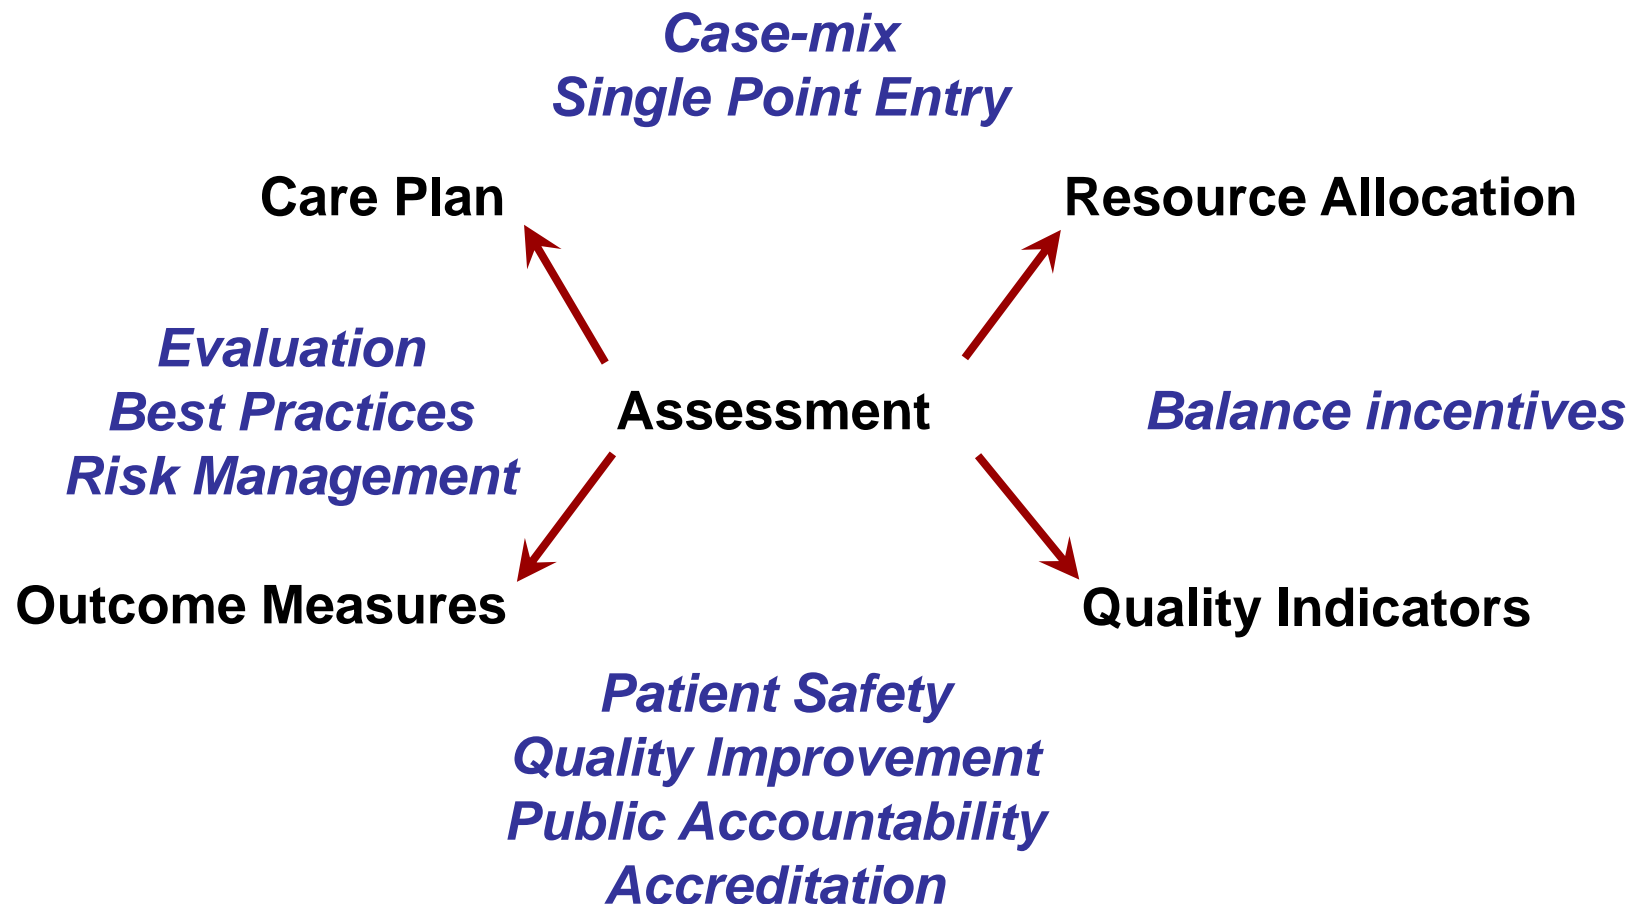 Case-mix
Single Point Entry
Care Plan
Resource Allocation
Evaluation
Best Practices
Risk Management
Assessment
Balance incentives
Outcome Measures
Quality Indicators
Patient Safety
Quality Improvement
Public Accountability
Accreditation